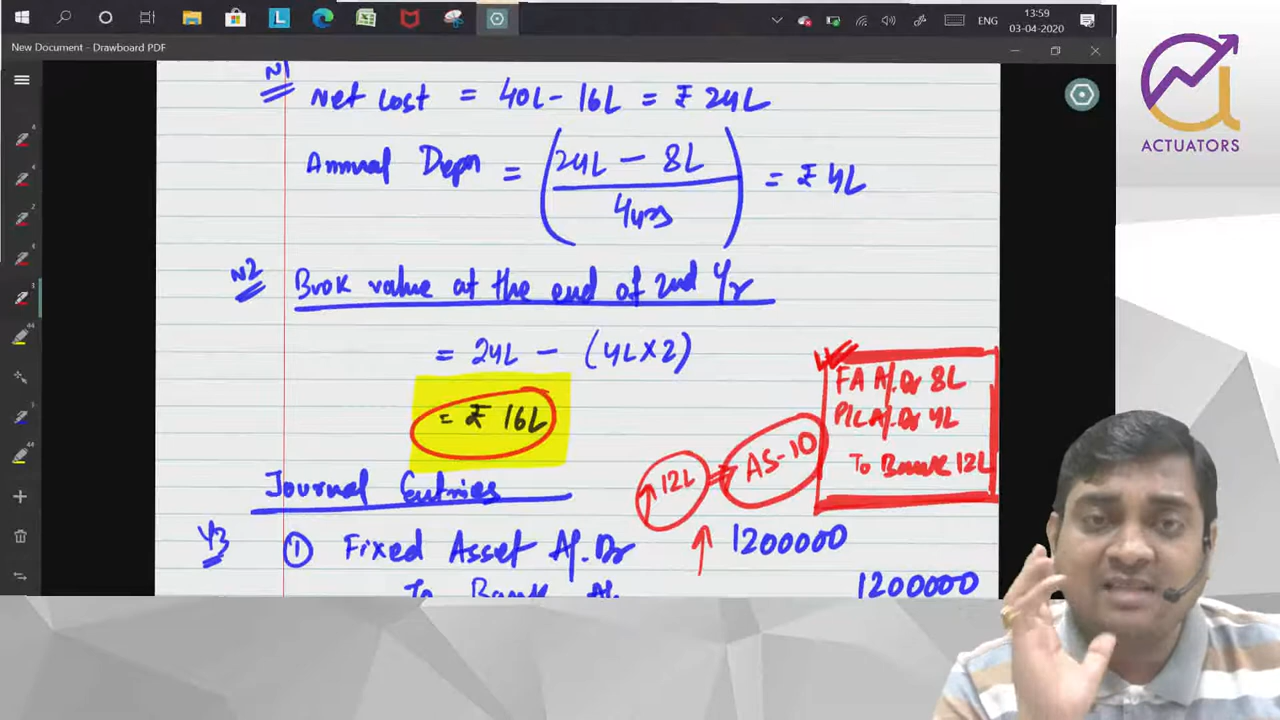 13:59
ENG
03-04-2020
New Document - Drawboard PDF
ACTUATORS
N1
Net Cost = 40L - 16L = ₹ 24L
Annual Depn = (24L - 8L / 4yrs) = ₹ 4L
N2 Book value at the end of 2nd Yr
= 24L - (4L×2)
= ₹ 16L
FA A/. Dr 8L
P/L A/. Dr 4L
To Bank 12L
↑ 12L ⇒ AS-10
Journal Entries
Y3 ① Fixed Asset A/. Dr ↑ 1200000
To Bank A/. 1200000